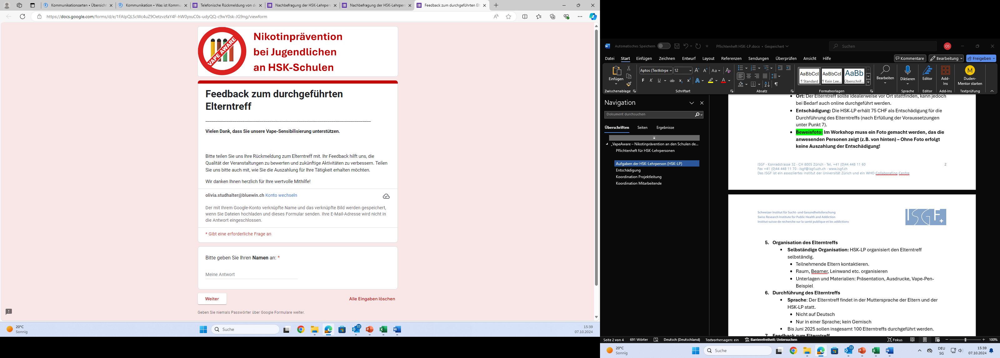 Kommunikationsarten • Übersicht
Kommunikation • Was ist Kommu
Telefonische Rückmeldung von de
Nachbefragung der HSK-Lehrpers
Nachbefragung der HSK-Lehrpers
Feedback zum durchgeführten Elt
https://docs.google.com/forms/d/e/1FAIpQLScWc4uZ9OetzvzfaY4F-hW0yxuC0s-udyQQ-c9wY0sk-JG9ng/viewform
VAPE AWARE
Nikotinprävention
bei Jugendlichen
an HSK-Schulen
Feedback zum durchgeführten
Elterntreff
Vielen Dank, dass Sie unsere Vape-Sensibilisierung unterstützen.
Bitte teilen Sie uns Ihre Rückmeldung zum Elterntreff mit. Ihr Feedback hilft uns, die
Qualität der Veranstaltungen zu bewerten und zukünftige Aktivitäten zu verbessern. Teilen
Sie uns bitte auch mit, wie Sie die Auszahlung für Ihre Tätigkeit erhalten möchten.
Wir danken Ihnen herzlich für Ihre wertvolle Mithilfe!
olivia.studhalter@bluewin.ch Konto wechseln
Der mit Ihrem Google-Konto verknüpfte Name und das verknüpfte Bild werden gespeichert,
wenn Sie Dateien hochladen und dieses Formular senden. Ihre E-Mail-Adresse wird nicht in
die Antwort eingeschlossen.
* Gibt eine erforderliche Frage an
Bitte geben Sie Ihren Namen an: *
Meine Antwort
Weiter
Alle Eingaben löschen
Geben Sie niemals Passwörter über Google Formulare weiter.
20°C
Sonnig
Suche
15:39
07.10.2024
Automatisches Speichern
Pflichtenheft HSK-LP.docx • Gespeichert
Suchen
OS
Datei Start Einfügen Zeichnen Entwurf Layout Referenzen Sendungen Überprüfen Ansicht Hilfe
Kommentare
Bearbeitung
Freigeben
Einfügen
Zwischenablage
Aptos (Textkörpe
12
F K U ab
Schriftart
Absatz
AaBbCcl
¶ Standard
AaBbCcl
¶ Kein Lee...
AaBb
Überschrif...
Formatvorlagen
Bearbeiten
Diktieren
Sprache
Editor
Editor
Add-
Ins
Add-Ins
M
Duden-
Mentor starten
Textprüfung
Navigation
Dokument durchsuchen
Überschriften Seiten Ergebnisse
„VapeAware – Nikotinprävention an den Schulen de...
Pflichtenheft für HSK-Lehrpersonen
Aufgaben der HSK-Lehrperson (HSK-LP)
Entschädigung
Koordination Projektleitung
Koordination Mitarbeitende
• Ort: Der Elterntreff sollte idealerweise vor Ort stattfinden, kann jedoch
bei Bedarf auch online durchgeführt werden.
• Entschädigung: Die HSK-LP erhält 75 CHF als Entschädigung für die
Durchführung des Elterntreffs (nach Erfüllung der Voraussetzungen
unter Punkt 7).
• Beweisfoto: Im Workshop muss ein Foto gemacht werden, das die
anwesenden Personen zeigt (z.B. von hinten) – Ohne Foto erfolgt
keine Auszahlung der Entschädigung!
ISGF · Konradstrasse 32 · CH 8005 Zürich · Tel. +41 (0)44 448 11 60
2
Fax +41 (0)44 448 11 70 · isgf@isgf.uzh.ch · www.isgf.ch
Das ISGF ist ein assoziiertes Institut der Universität Zürich und ein WHO Collaborating Centre
Schweizer Institut für Sucht- und Gesundheitsforschung
Swiss Research Institute for Public Health and Addiction
Institut suisse de recherche sur la santé publique et les addictions
ISGF+
5. Organisation des Elterntreffs
▪ Selbständige Organisation: HSK-LP organisiert den Elterntreff
selbständig.
• Teilnehmende Eltern kontaktieren.
• Raum, Beamer, Leinwand etc. organisieren
• Unterlagen und Materialien: Präsentation, Ausdrucke, Vape-Pen-
Beispiel
6. Durchführung des Elterntreffs
▪ Sprache: Der Elterntreff findet in der Muttersprache der Eltern und der
HSK-LP statt.
• Nicht auf Deutsch
• Nur in einer Sprache; kein Gemisch
▪ Bis Juni 2025 sollen insgesamt 100 Elterntreffs durchgeführt werden.
7. Feedback zum Elterntreff
Seite 2 von 4
691 Wörter
Deutsch (Deutschland)
Textvorhersagen: ein
Barrierefreiheit: Untersuchen
Fokus
100%
20°C
Sonnig
Suche
DEU
SG
15:39
07.10.2024